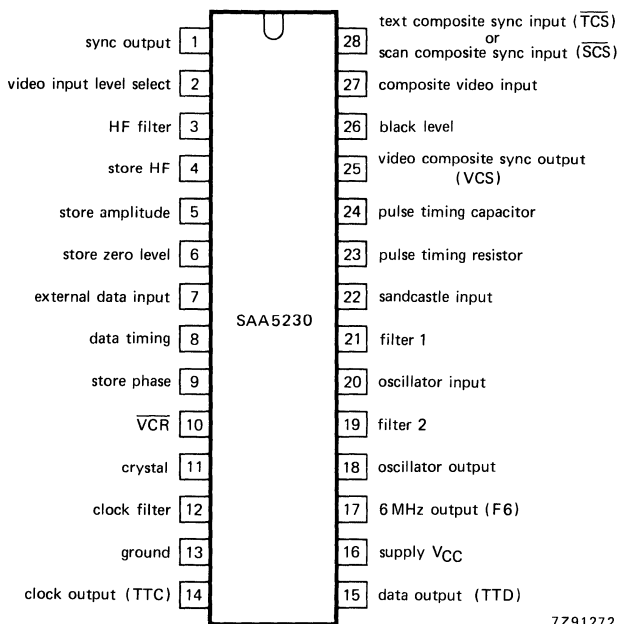 text composite sync input (T̅C̅S̅)
or
scan composite sync input (S̅C̅S̅)
sync output 1
28
video input level select 2
27 composite video input
HF filter 3
26 black level
store HF 4
25 video composite sync output
(VCS)
store amplitude 5
24 pulse timing capacitor
store zero level 6
23 pulse timing resistor
external data input 7
22 sandcastle input
SAA5230
data timing 8
21 filter 1
store phase 9
20 oscillator input
V̅C̅R̅ 10
19 filter 2
crystal 11
18 oscillator output
clock filter 12
17 6 MHz output (F6)
ground 13
16 supply VCC
clock output (TTC) 14
15 data output (TTD)
7Z91272